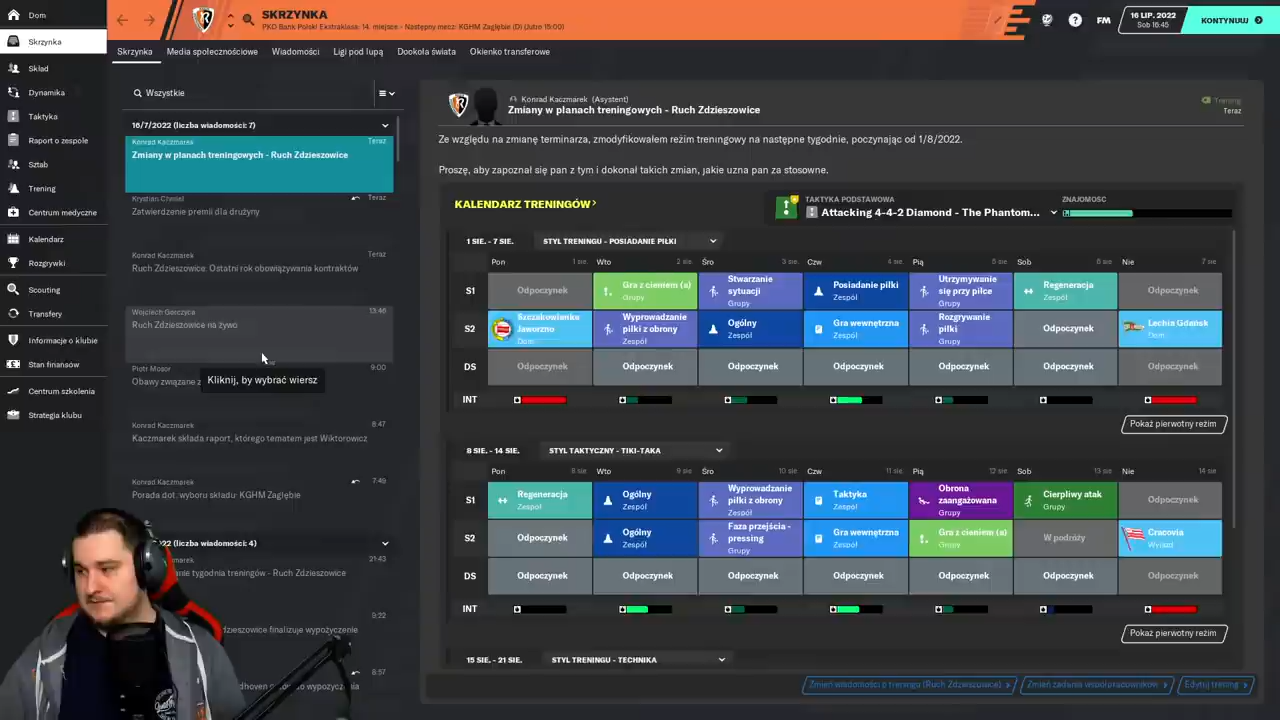 Dom
Skrzynka
Skład
Dynamika
Taktyka
Raport o zespole
Sztab
Trening
Centrum medyczne
Kalendarz
Rozgrywki
Scouting
Transfery
Informacje o klubie
Stan finansów
Centrum szkolenia
Strategia klubu
SKRZYNKA
PKO Bank Polski Ekstraklasa: 14. miejsce - Następny mecz: KGHM Zagłębie (D) (Jutro 15:00)
FM
16 LIP. 2022
Sob 16:45
KONTYNUUJ
Skrzynka Media społecznościowe Wiadomości Ligi pod lupą Dookoła świata Okienko transferowe
Wszystkie
16/7/2022 (liczba wiadomości: 7)
Konrad Kaczmarek Teraz
Zmiany w planach treningowych - Ruch Zdzieszowice
Krystian Chmiel Teraz
Zatwierdzenie premii dla drużyny
Konrad Kaczmarek Teraz
Ruch Zdzieszowice: Ostatni rok obowiązywania kontraktów
Wojciech Gorczyca 13:46
Ruch Zdzieszowice na żywo
Piotr Mosór 9:00
Obawy związane z
Kliknij, by wybrać wiersz
Konrad Kaczmarek 8:47
Kaczmarek składa raport, którego tematem jest Wiktorowicz
Konrad Kaczmarek 7:49
Porada dot. wyboru składu: KGHM Zagłębie
2022 (liczba wiadomości: 4)
21:43
tygodnia treningów - Ruch Zdzieszowice
9:22
dzieszowice finalizuje wypożyczenie
8:57
wypożyczenia
Konrad Kaczmarek (Asystent)
Zmiany w planach treningowych - Ruch Zdzieszowice
Trening
Teraz
Ze względu na zmianę terminarza, zmodyfikowałem reżim treningowy na następne tygodnie, poczynając od 1/8/2022.
Proszę, aby zapoznał się pan z tym i dokonał takich zmian, jakie uzna pan za stosowne.
KALENDARZ TRENINGÓW
TAKTYKA PODSTAWOWA
Attacking 4-4-2 Diamond - The Phantom...
ZNAJOMOŚĆ
1 SIE. - 7 SIE. STYL TRENINGU - POSIADANIE PIŁKI
Pon 1 sie. Wto 2 sie. Śro 3 sie. Czw 4 sie. Pią 5 sie. Sob 6 sie. Nie 7 sie.
S1
Odpoczynek
Gra z cieniem (a)
Grupy
Stwarzanie sytuacji
Grupy
Posiadanie piłki
Zespół
Utrzymywanie się przy piłce
Grupy
Regeneracja
Zespół
Odpoczynek
S2
Szczakowianka Jaworzno
Dom
Wyprowadzanie piłki z obrony
Zespół
Ogólny
Zespół
Gra wewnętrzna
Zespół
Rozgrywanie piłki
Grupy
Odpoczynek
Lechia Gdańsk
Dom
DS
Odpoczynek Odpoczynek Odpoczynek Odpoczynek Odpoczynek Odpoczynek Odpoczynek
INT
Pokaż pierwotny reżim
8 SIE. - 14 SIE. STYL TAKTYCZNY - TIKI-TAKA
Pon 8 sie. Wto 9 sie. Śro 10 sie. Czw 11 sie. Pią 12 sie. Sob 13 sie. Nie 14 sie.
S1
Regeneracja
Zespół
Ogólny
Zespół
Wyprowadzanie piłki z obrony
Zespół
Taktyka
Zespół
Obrona zaangażowana
Grupy
Cierpliwy atak
Grupy
Odpoczynek
S2
Odpoczynek
Ogólny
Zespół
Faza przejścia - pressing
Grupy
Gra wewnętrzna
Zespół
Gra z cieniem (a)
Grupy
W podróży
Cracovia
Wyjazd
DS
Odpoczynek Odpoczynek Odpoczynek Odpoczynek Odpoczynek Odpoczynek Odpoczynek
INT
Pokaż pierwotny reżim
15 SIE. - 21 SIE. STYL TRENINGU - TECHNIKA
Zmień wiadomości o treningu (Ruch Zdzieszowice)
Zmień zadania współpracowników
Edytuj trening